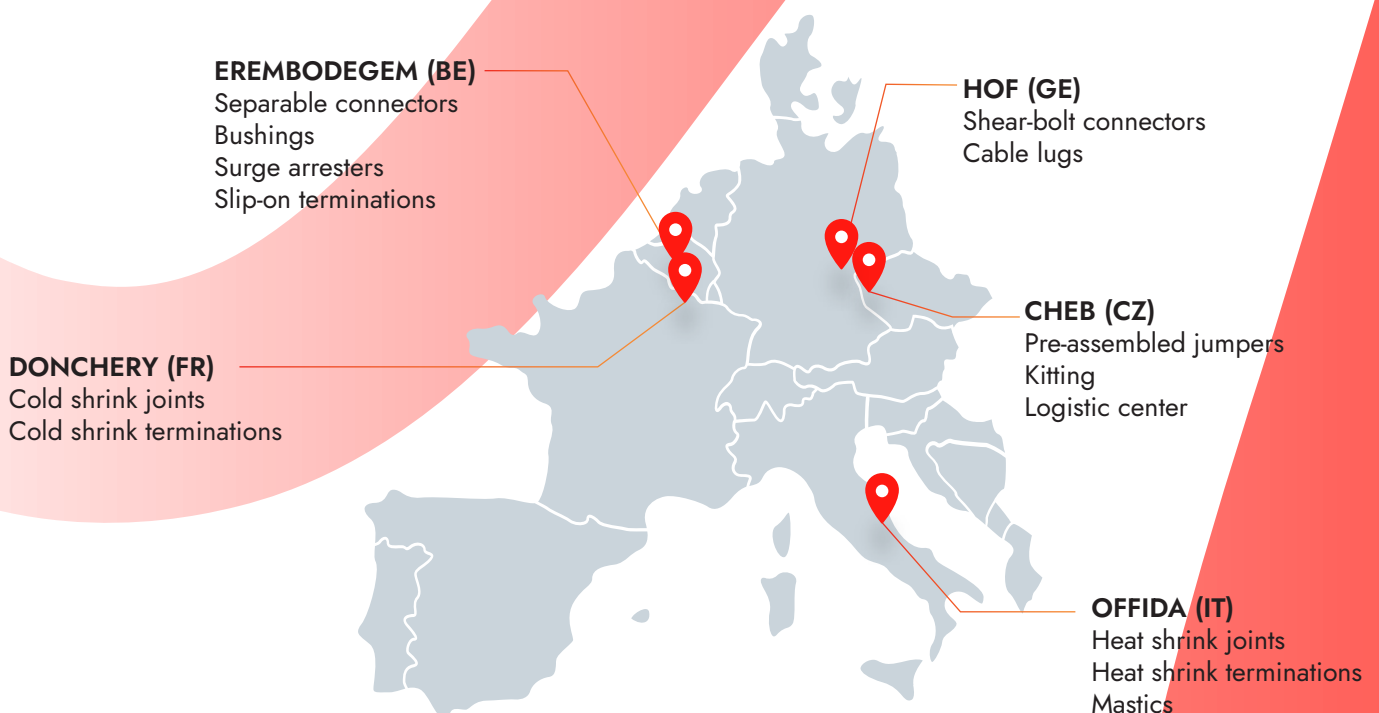 EREMBODEGEM (BE)
Separable connectors
Bushings
Surge arresters
Slip-on terminations
HOF (GE)
Shear-bolt connectors
Cable lugs
CHEB (CZ)
Pre-assembled jumpers
Kitting
Logistic center
DONCHERY (FR)
Cold shrink joints
Cold shrink terminations
OFFIDA (IT)
Heat shrink joints
Heat shrink terminations
Mastics